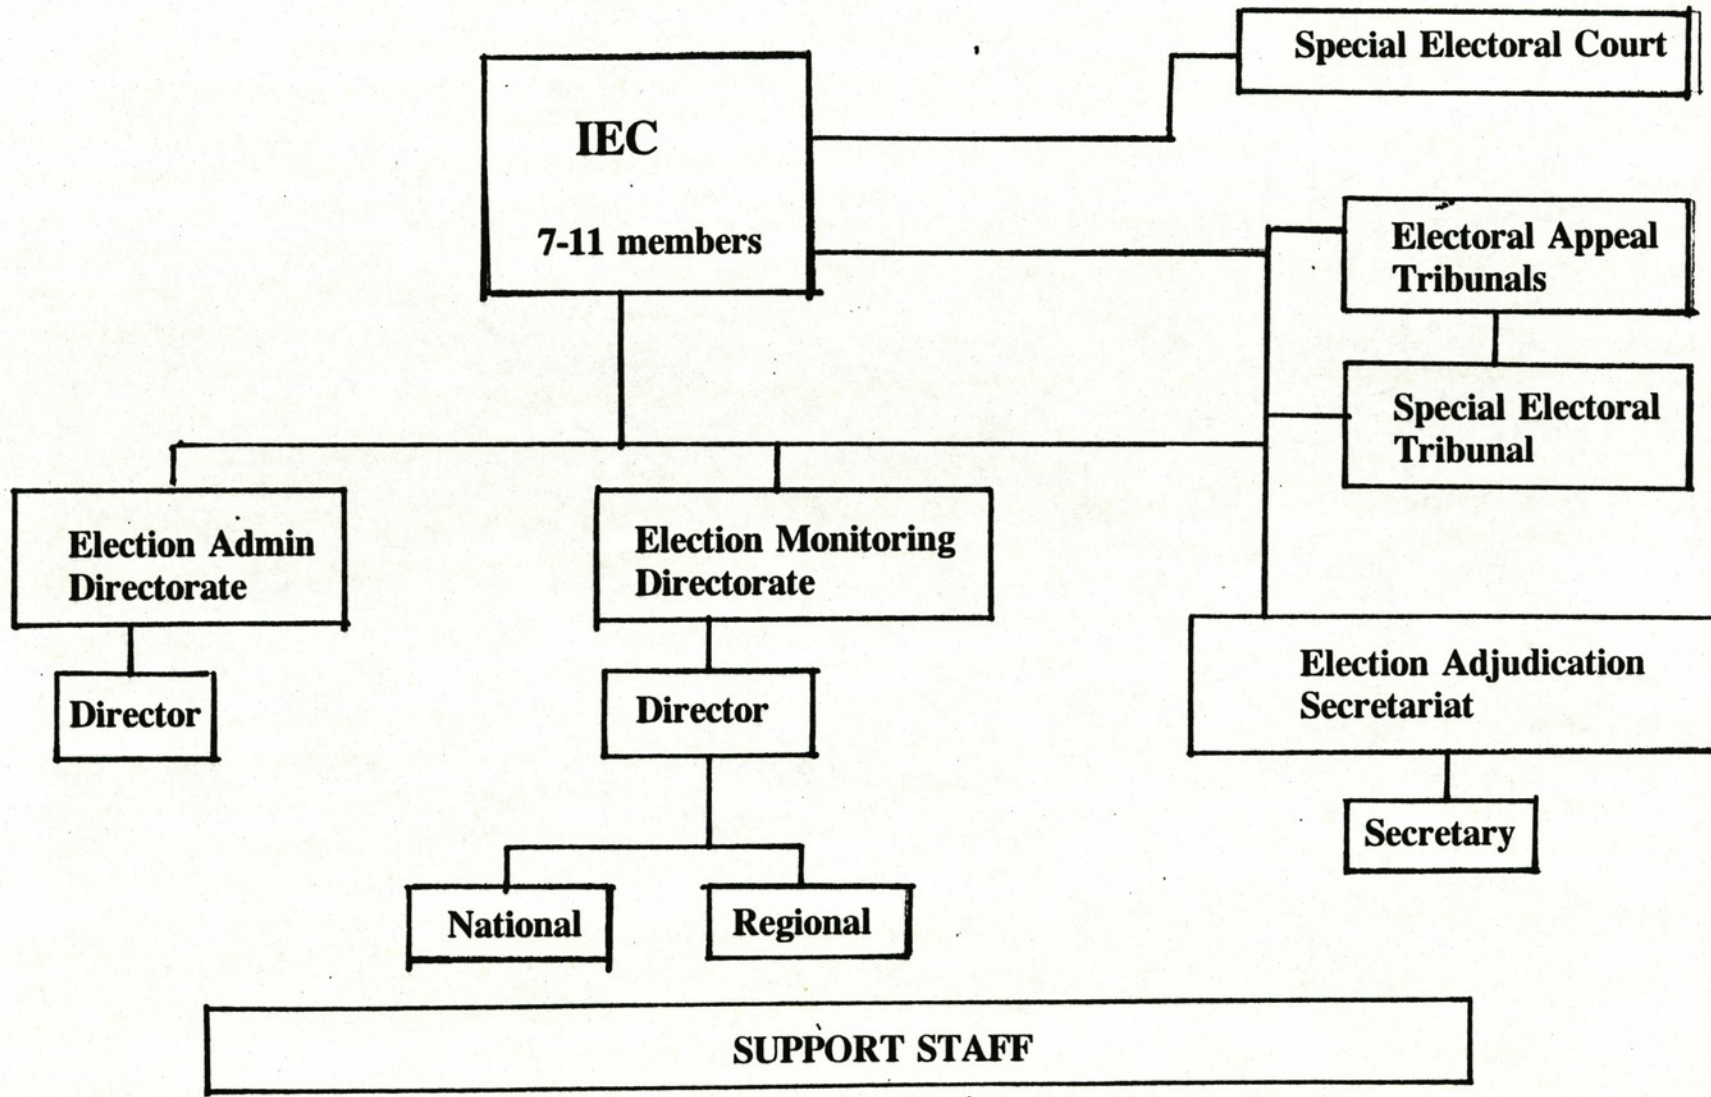 Special Electoral Court
IEC
7-11 members
Electoral Appeal
Tribunals
Special Electoral
Tribunal
Election Admin
Directorate
Election Monitoring
Directorate
Election Adjudication
Secretariat
Director
Director
Secretary
National
Regional
SUPPORT STAFF